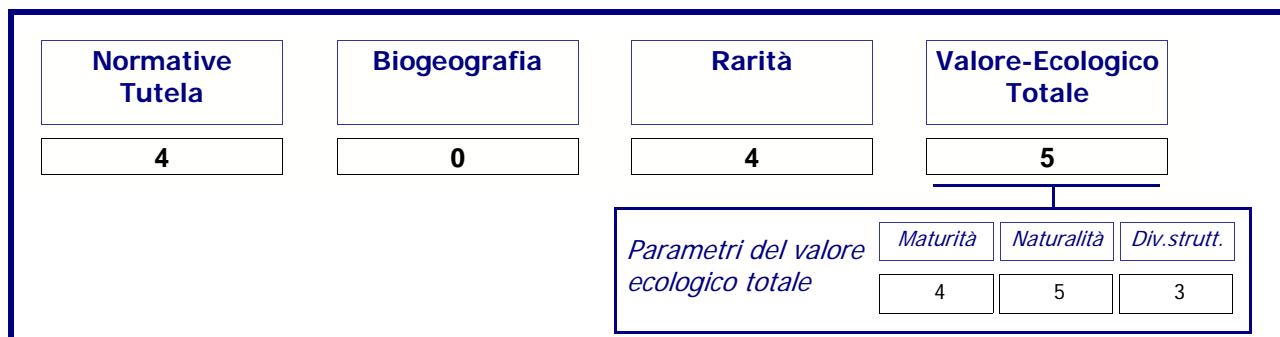 Normative
Tutela
Biogeografia
Rarità
Valore-Ecologico
Totale
4
0
4
5
Parametri del valore
ecologico totale
Maturità
Naturalità
Div.strutt.
4
5
3